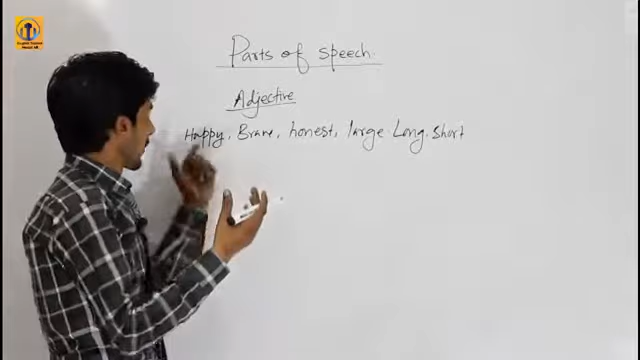 Parts of speech
Adjective
Happy, Brave, honest, large. Long. short